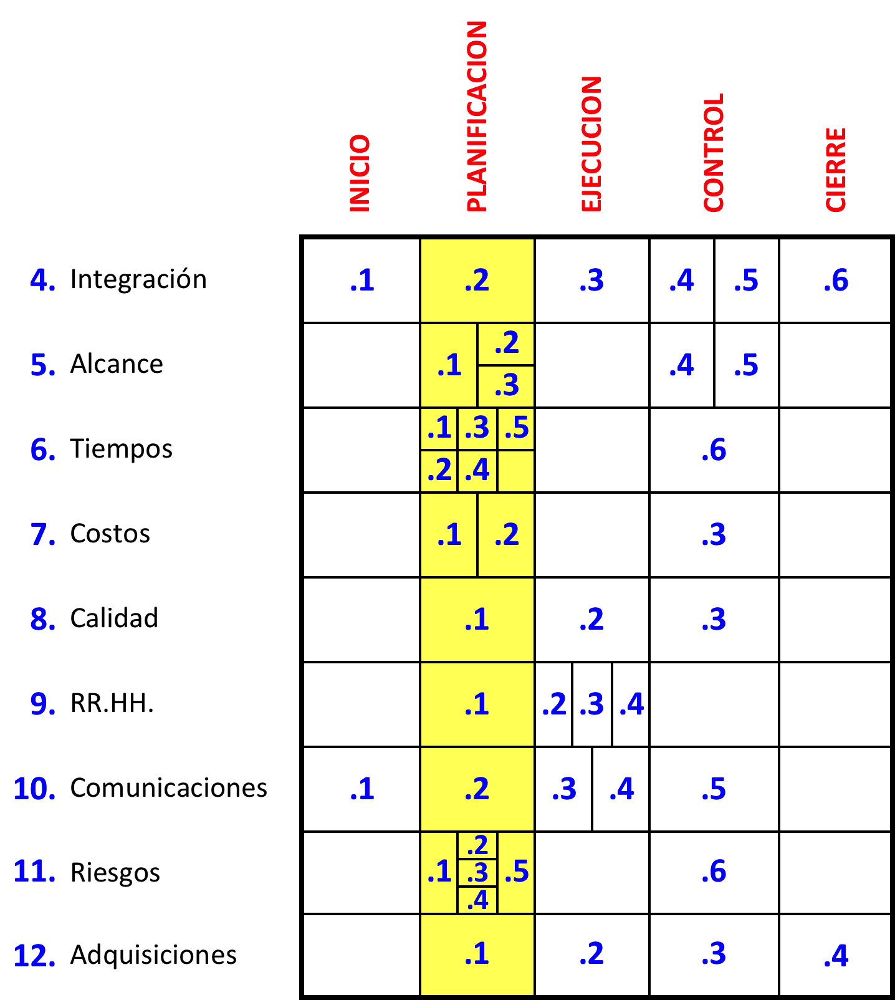 INICIO PLANIFICACION EJECUCION CONTROL CIERRE
4. Integración .1 .2 .3 .4 .5 .6
5. Alcance .1 .2 .3 .4 .5
6. Tiempos .1 .3 .5 .2 .4 .6
7. Costos .1 .2 .3
8. Calidad .1 .2 .3
9. RR.HH. .1 .2 .3 .4
10. Comunicaciones .1 .2 .3 .4 .5
11. Riesgos .1 .2 .3 .4 .5 .6
12. Adquisiciones .1 .2 .3 .4